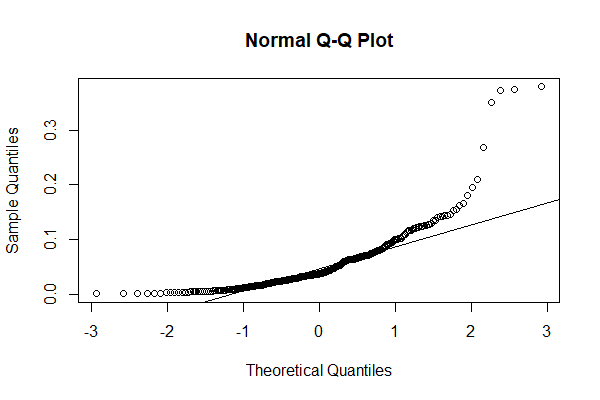 Normal Q-Q Plot
Sample Quantiles
0.3
0.2
0.1
0.0
-3 -2 -1 0 1 2 3
Theoretical Quantiles